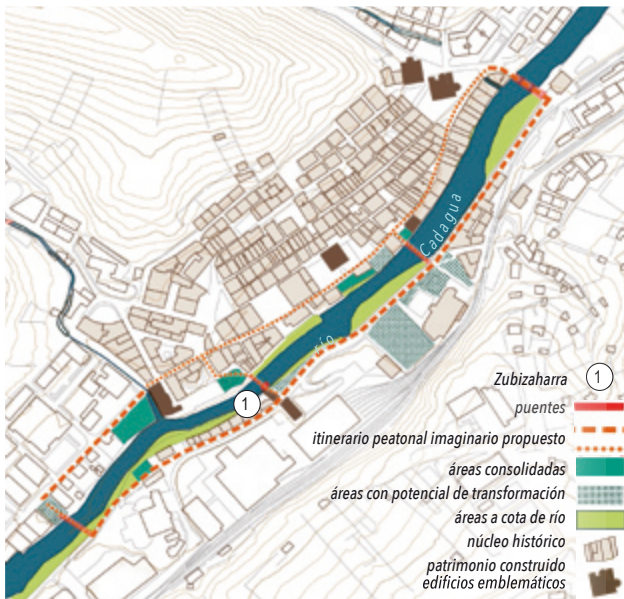 Cadagua
río
1
Zubizaharra 1
puentes
itinerario peatonal imaginario propuesto
áreas consolidadas
áreas con potencial de transformación
áreas a cota de río
núcleo histórico
patrimonio construido
edificios emblemáticos